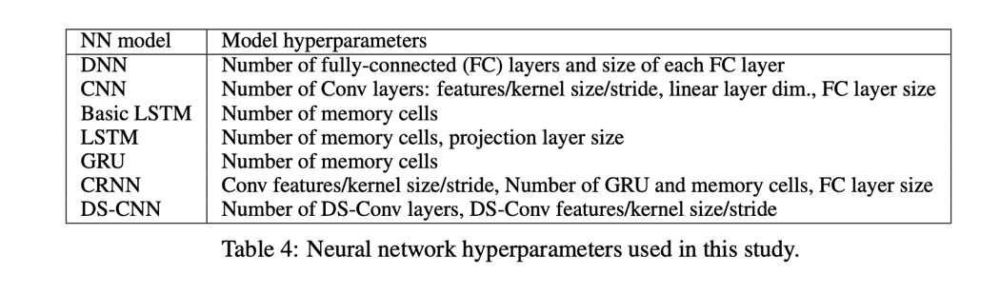 NN model Model hyperparameters
DNN Number of fully-connected (FC) layers and size of each FC layer
CNN Number of Conv layers: features/kernel size/stride, linear layer dim., FC layer size
Basic LSTM Number of memory cells
LSTM Number of memory cells, projection layer size
GRU Number of memory cells
CRNN Conv features/kernel size/stride, Number of GRU and memory cells, FC layer size
DS-CNN Number of DS-Conv layers, DS-Conv features/kernel size/stride
Table 4: Neural network hyperparameters used in this study.